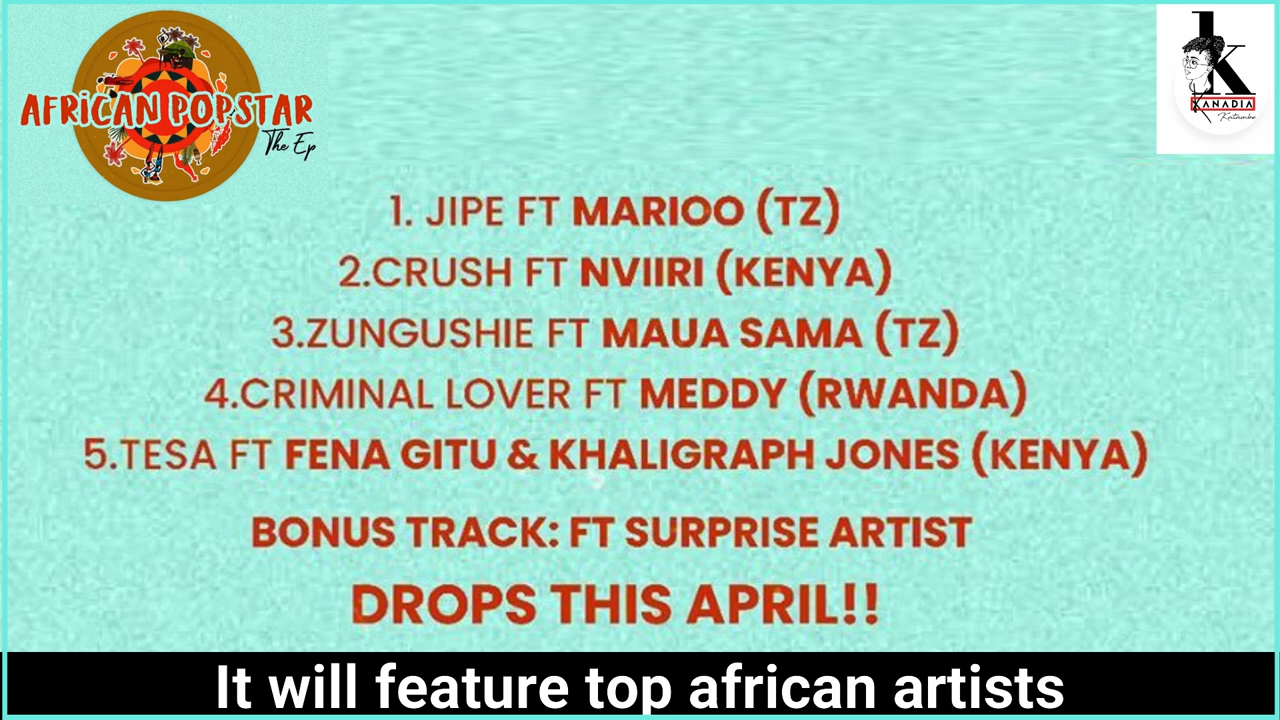 AFRICAN POPSTAR
The Ep
K
KANADIA
Katambo
1. JIPE FT MARIOO (TZ)
2.CRUSH FT NVIIRI (KENYA)
3.ZUNGUSHIE FT MAUA SAMA (TZ)
4.CRIMINAL LOVER FT MEDDY (RWANDA)
5.TESA FT FENA GITU & KHALIGRAPH JONES (KENYA)
BONUS TRACK: FT SURPRISE ARTIST
DROPS THIS APRIL!!
It will feature top african artists